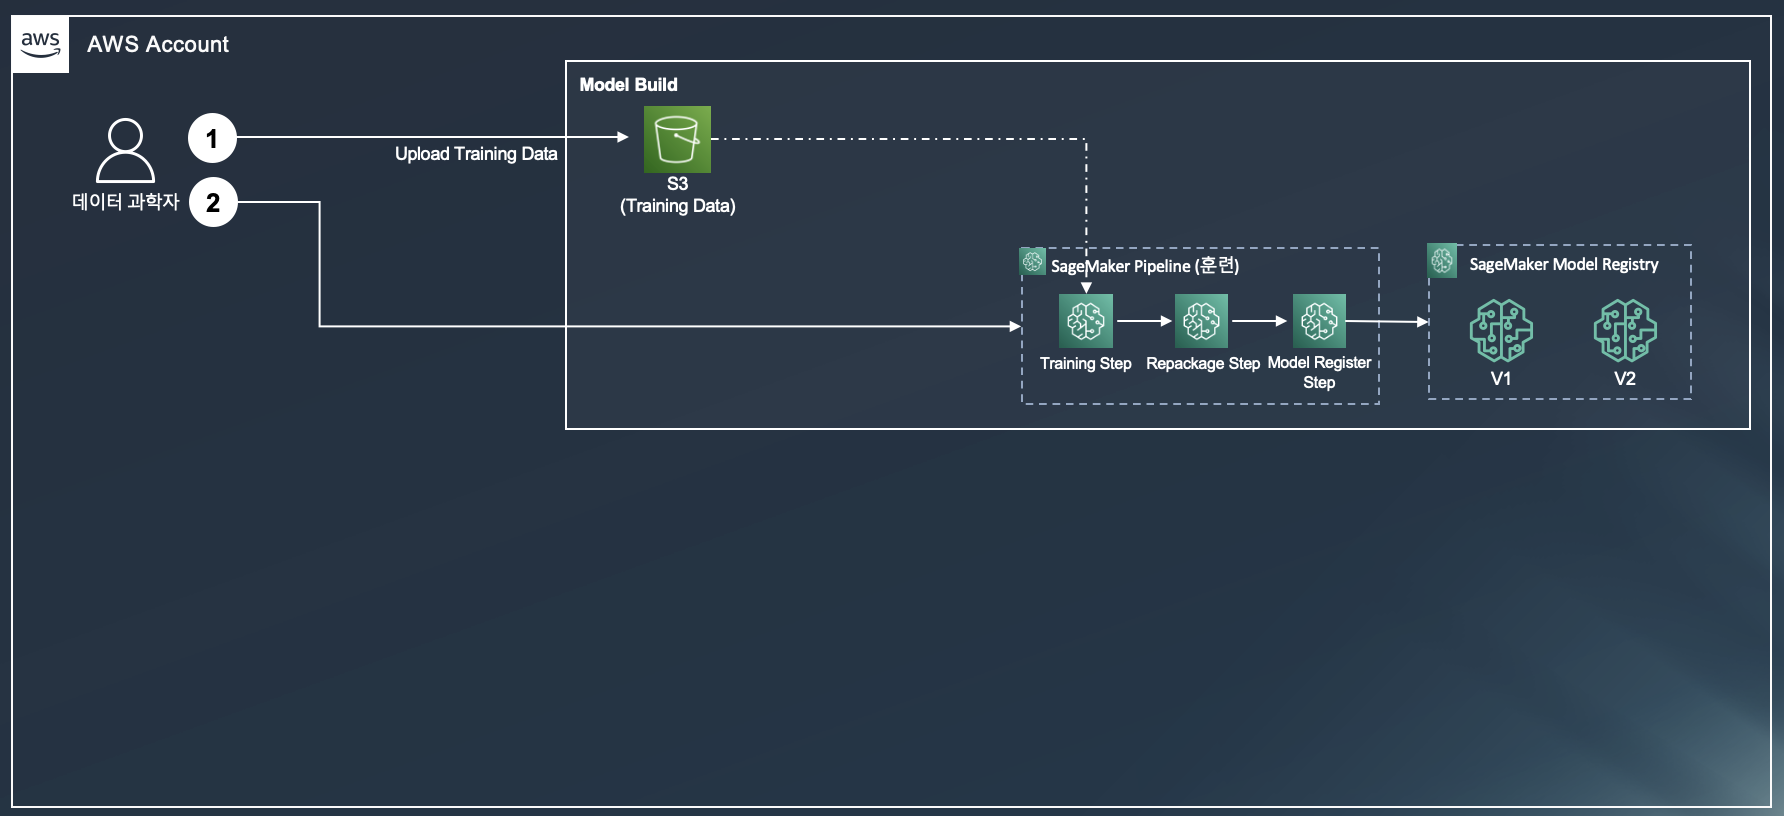 aws
AWS Account
Model Build
1
Upload Training Data
S3
(Training Data)
데이터 과학자
2
SageMaker Pipeline (훈련)
Training Step
Repackage Step
Model Register
Step
SageMaker Model Registry
V1
V2